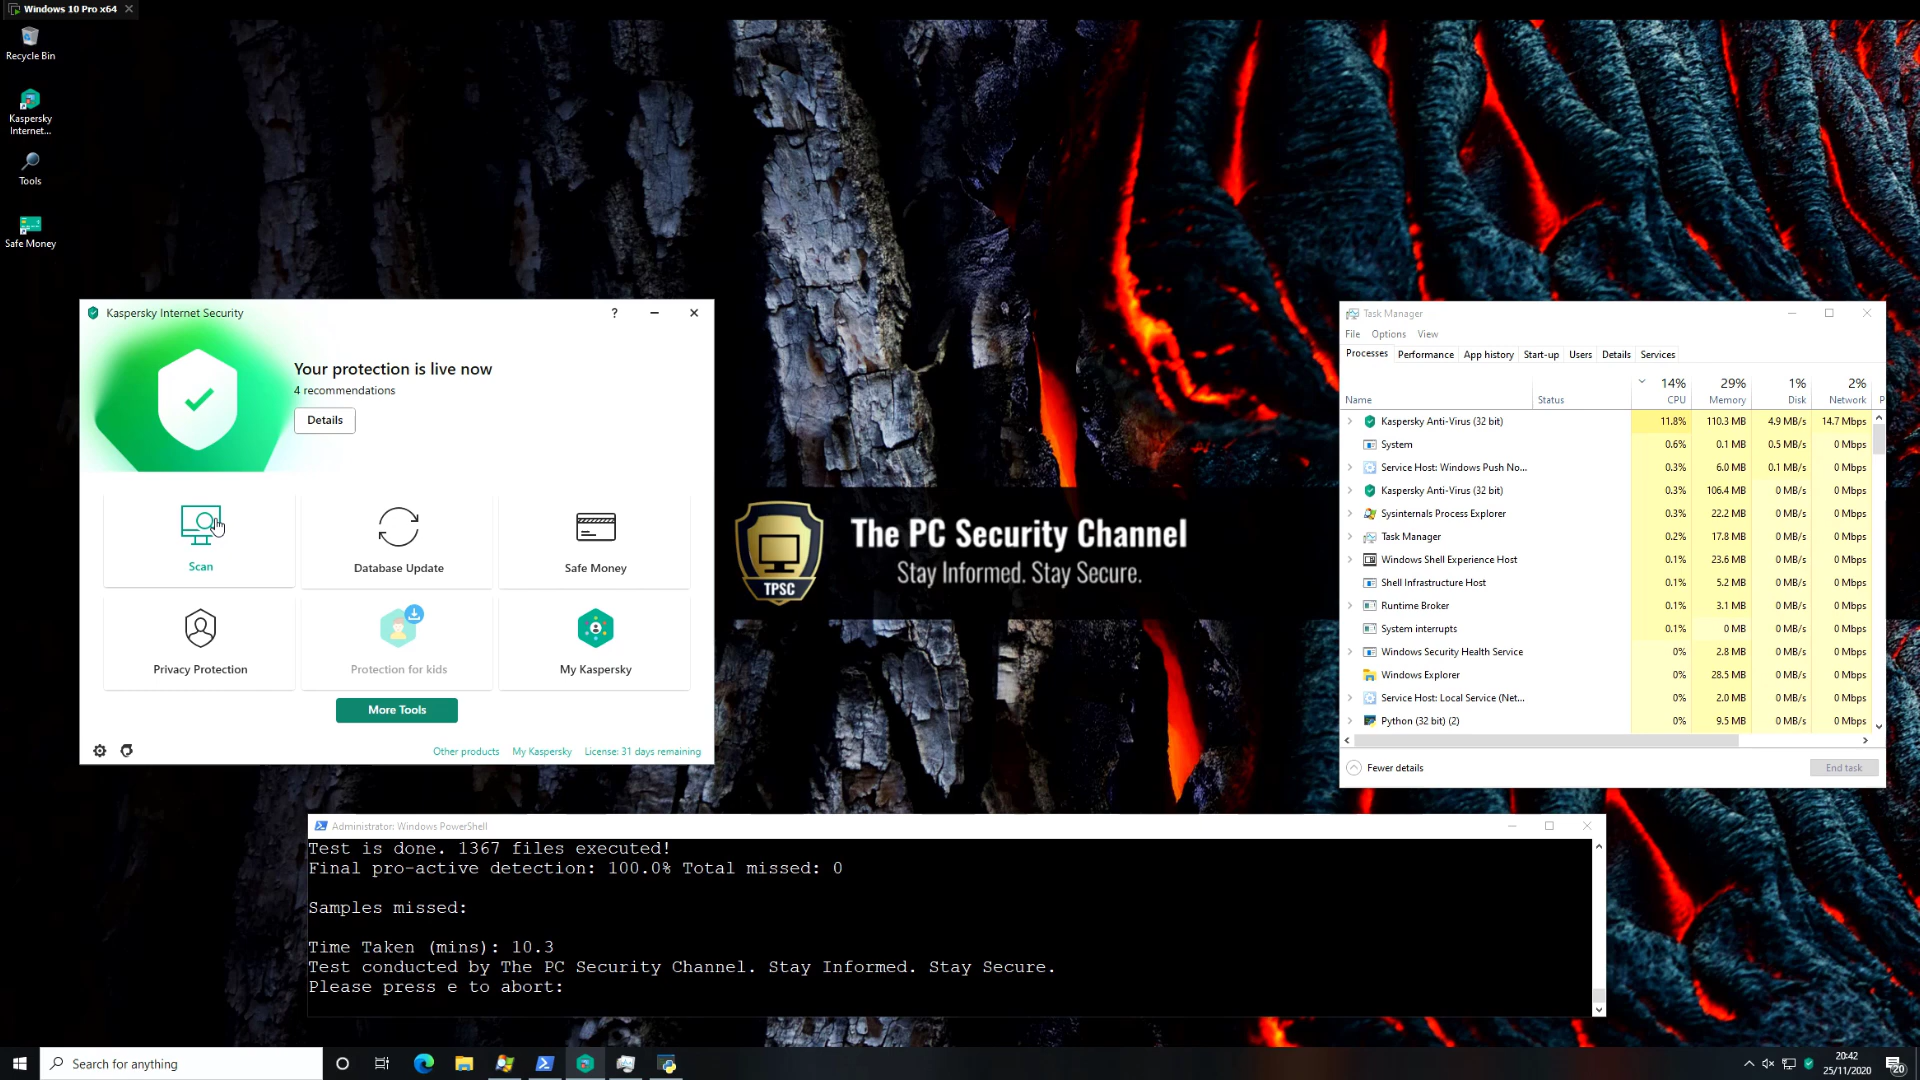 Windows 10 Pro x64
Recycle Bin
Kaspersky
Internet...
Tools
Safe Money
Kaspersky Internet Security
?
Your protection is live now
4 recommendations
Details
Scan
Database Update
Safe Money
Privacy Protection
Protection for kids
My Kaspersky
More Tools
Other products
My Kaspersky
License: 31 days remaining
TPSC
The PC Security Channel
Stay Informed. Stay Secure.
Task Manager
File Options View
Processes Performance App history Start-up Users Details Services
14% 29% 1% 2%
Name Status CPU Memory Disk Network P
Kaspersky Anti-Virus (32 bit) 11.8% 110.3 MB 4.9 MB/s 14.7 Mbps
System 0.6% 0.1 MB 0.5 MB/s 0 Mbps
Service Host: Windows Push No... 0.3% 6.0 MB 0.1 MB/s 0 Mbps
Kaspersky Anti-Virus (32 bit) 0.3% 106.4 MB 0 MB/s 0 Mbps
Sysinternals Process Explorer 0.3% 22.2 MB 0 MB/s 0 Mbps
Task Manager 0.2% 17.8 MB 0 MB/s 0 Mbps
Windows Shell Experience Host 0.1% 23.6 MB 0 MB/s 0 Mbps
Shell Infrastructure Host 0.1% 5.2 MB 0 MB/s 0 Mbps
Runtime Broker 0.1% 3.1 MB 0 MB/s 0 Mbps
System interrupts 0.1% 0 MB 0 MB/s 0 Mbps
Windows Security Health Service 0% 2.8 MB 0 MB/s 0 Mbps
Windows Explorer 0% 28.5 MB 0 MB/s 0 Mbps
Service Host: Local Service (Net... 0% 2.0 MB 0 MB/s 0 Mbps
Python (32 bit) (2) 0% 9.5 MB 0 MB/s 0 Mbps
Fewer details
End task
Administrator: Windows PowerShell
Test is done. 1367 files executed!
Final pro-active detection: 100.0% Total missed: 0
Samples missed:
Time Taken (mins): 10.3
Test conducted by The PC Security Channel. Stay Informed. Stay Secure.
Please press e to abort:
Search for anything
20:42
25/11/2020
20